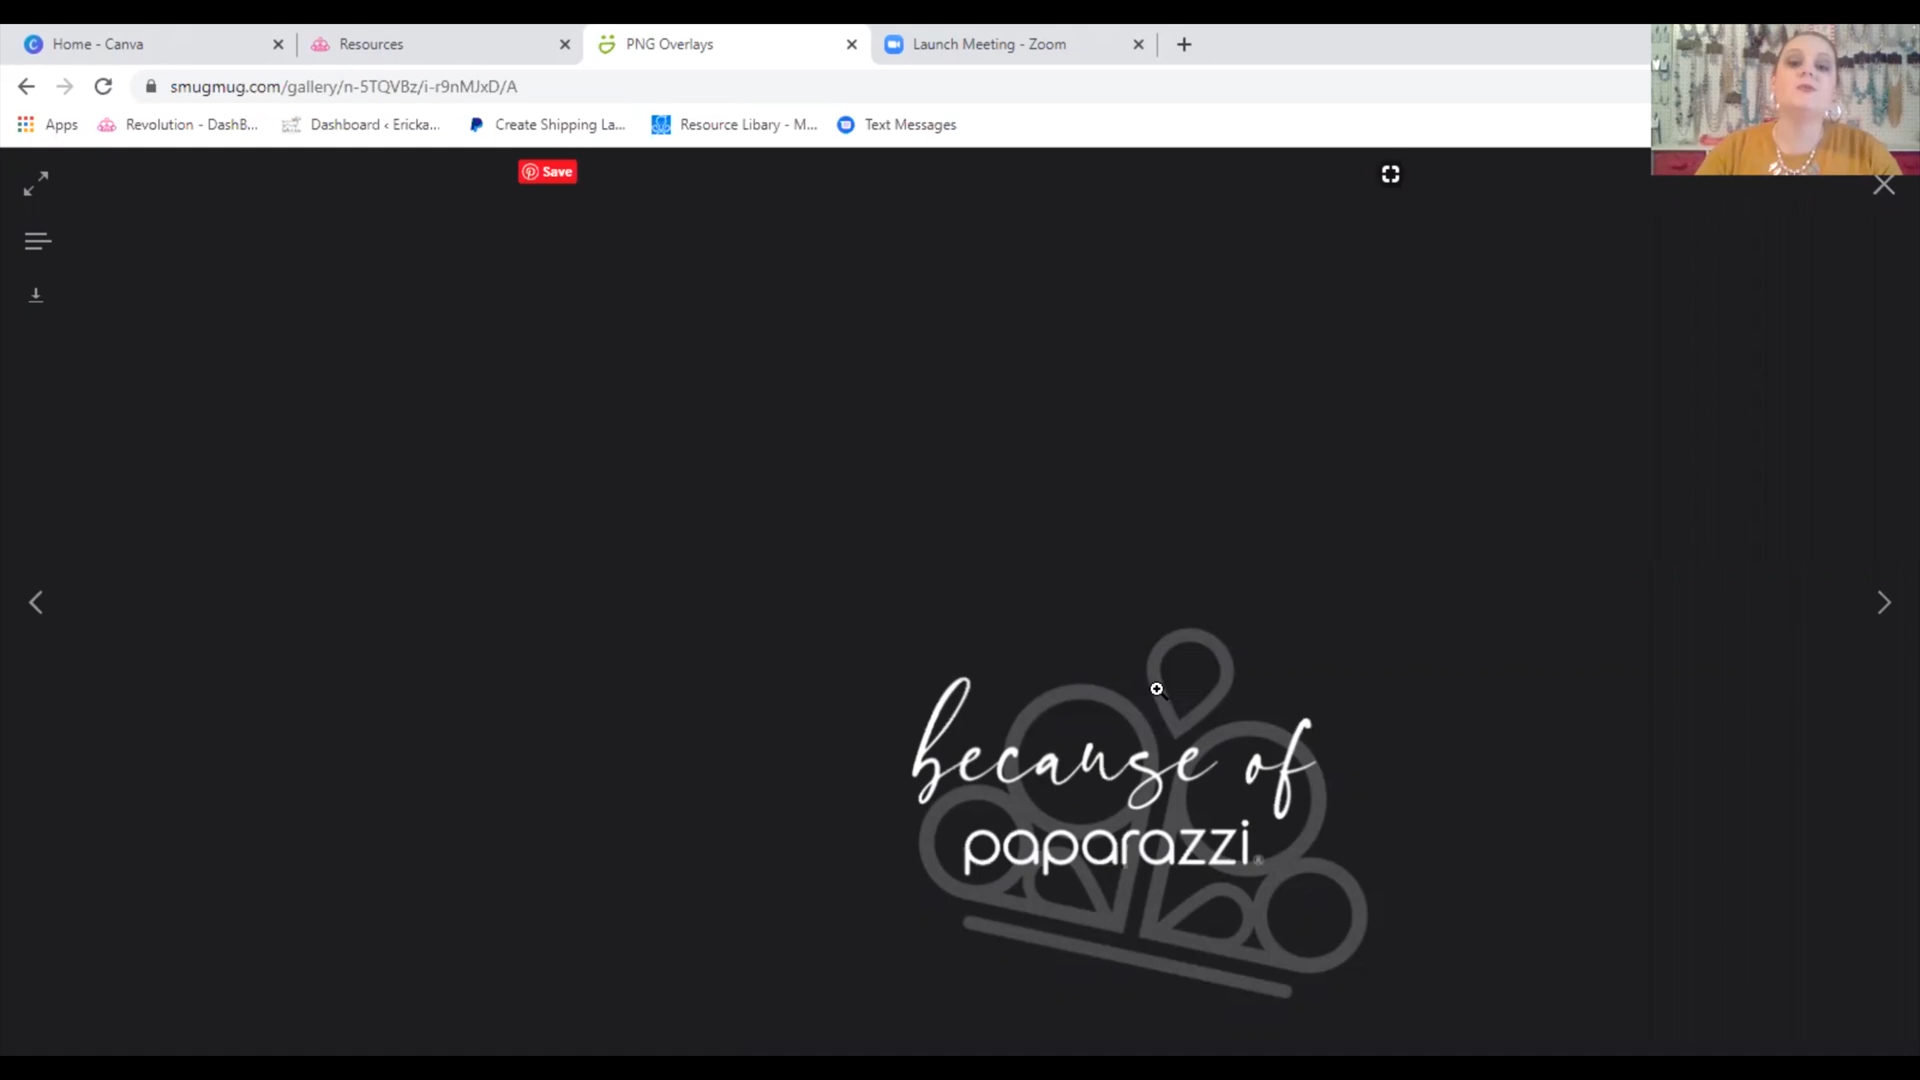 Home - Canva
Resources
PNG Overlays
Launch Meeting - Zoom
smugmug.com/gallery/n-5TQVBz/i-r9nMJxD/A
Apps
Revolution - DashB...
Dashboard ‹ Ericka...
Create Shipping La...
Resource Libary - M...
Text Messages
Save
because of
paparazzi®